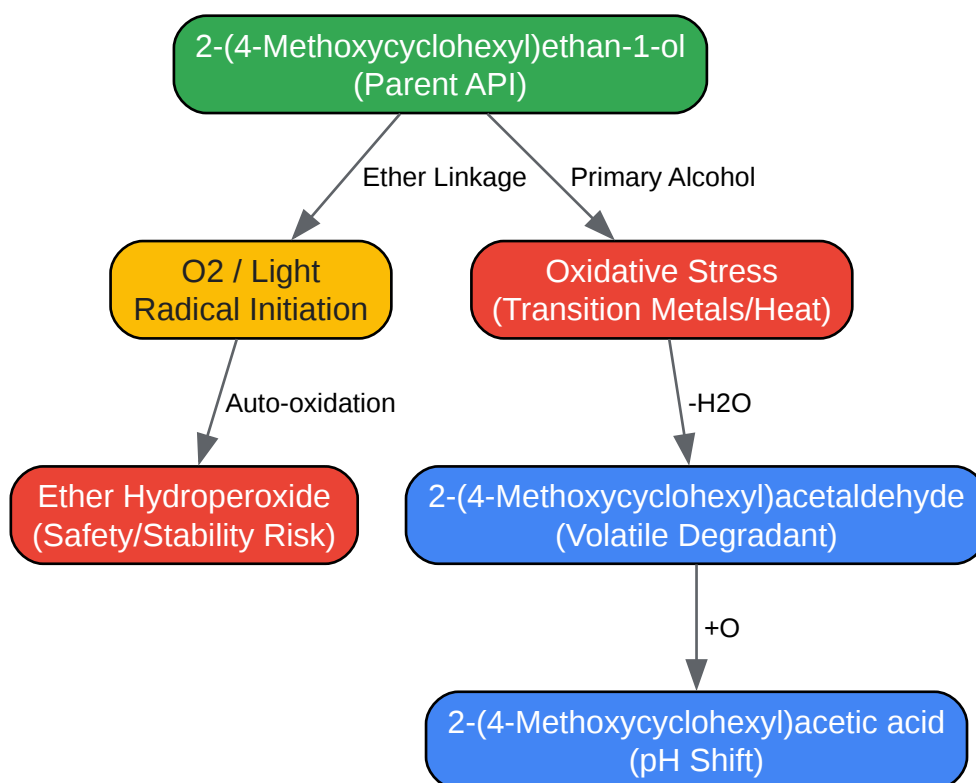 2-(4-Methoxycyclohexyl)ethan-1-ol
(Parent API)
Ether Linkage
Primary Alcohol
O2 / Light
Radical Initiation
Oxidative Stress
(Transition Metals/Heat)
Auto-oxidation
-H2O
Ether Hydroperoxide
(Safety/Stability Risk)
2-(4-Methoxycyclohexyl)acetaldehyde
(Volatile Degradant)
+O
2-(4-Methoxycyclohexyl)acetic acid
(pH Shift)